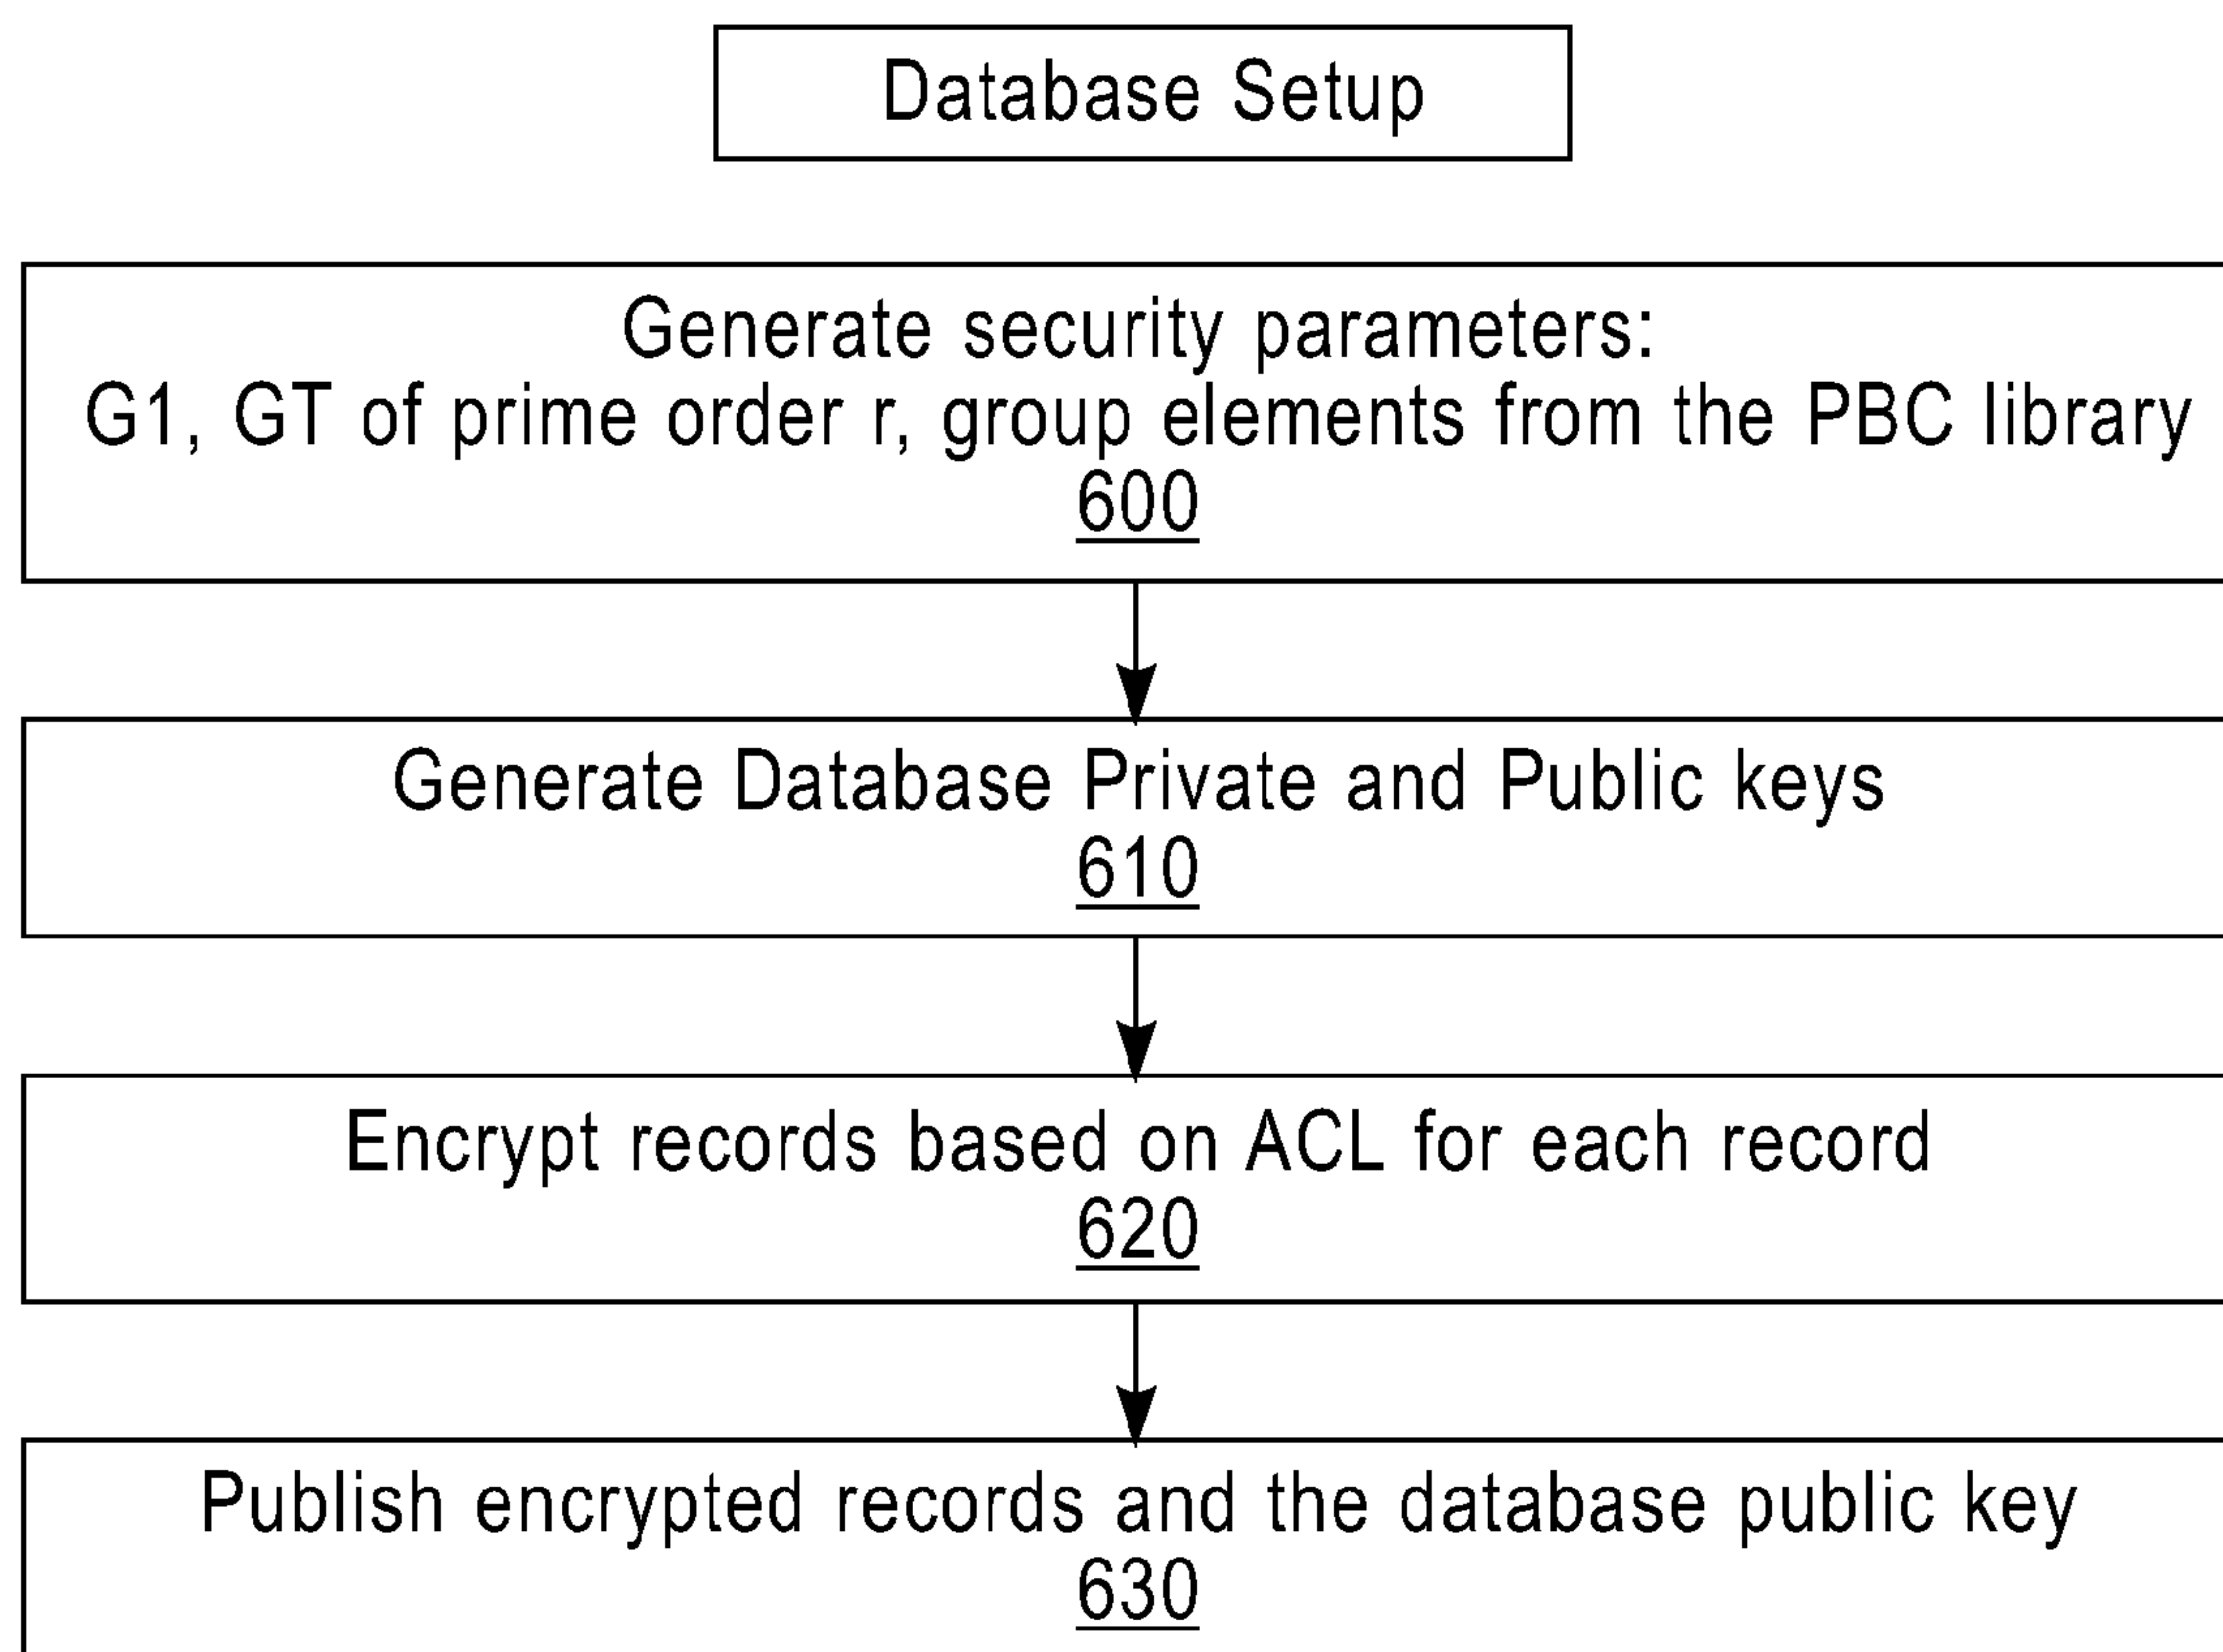 Database Setup
Generate security parameters:
G1, GT of prime order r, group elements from the PBC library
600
Generate Database Private and Public keys
610
Encrypt records based on ACL for each record
620
Publish encrypted records and the database public key
630